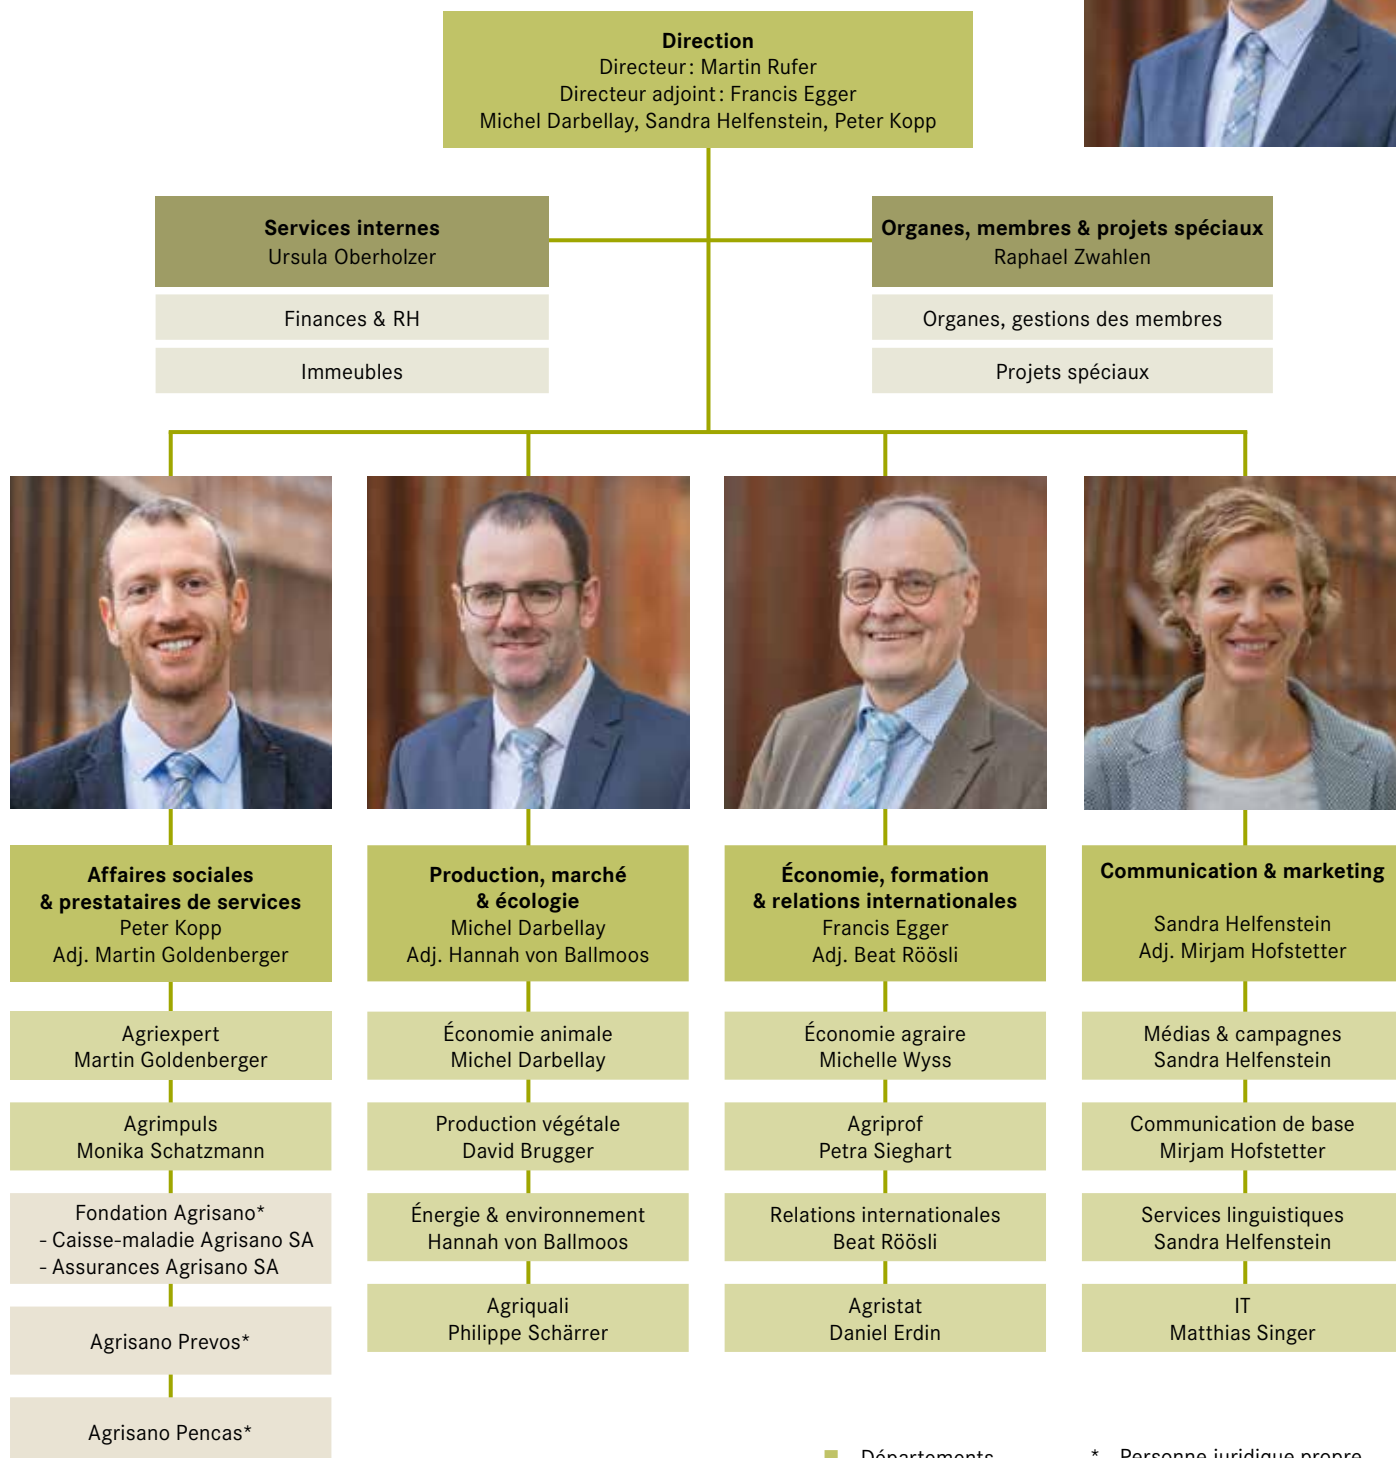 Direction
Directeur: Martin Rufer
Directeur adjoint: Francis Egger
Michel Darbellay, Sandra Helfenstein, Peter Kopp
Services internes
Ursula Oberholzer
Finances & RH
Immeubles
Organes, membres & projets spéciaux
Raphael Zwahlen
Organes, gestions des membres
Projets spéciaux
Affaires sociales
& prestataires de services
Peter Kopp
Adj. Martin Goldenberger
Agriexpert
Martin Goldenberger
Agrimpuls
Monika Schatzmann
Fondation Agrisano*
- Caisse-maladie Agrisano SA
- Assurances Agrisano SA
Agrisano Prevos*
Agrisano Pencas*
Production, marché
& écologie
Michel Darbellay
Adj. Hannah von Ballmoos
Économie animale
Michel Darbellay
Production végétale
David Brugger
Énergie & environnement
Hannah von Ballmoos
Agriquali
Philippe Schärrer
Économie, formation
& relations internationales
Francis Egger
Adj. Beat Röösli
Économie agraire
Michelle Wyss
Agriprof
Petra Sieghart
Relations internationales
Beat Röösli
Agristat
Daniel Erdin
Communication & marketing
Sandra Helfenstein
Adj. Mirjam Hofstetter
Médias & campagnes
Sandra Helfenstein
Communication de base
Mirjam Hofstetter
Services linguistiques
Sandra Helfenstein
IT
Matthias Singer
Départements
* Personne juridique propre